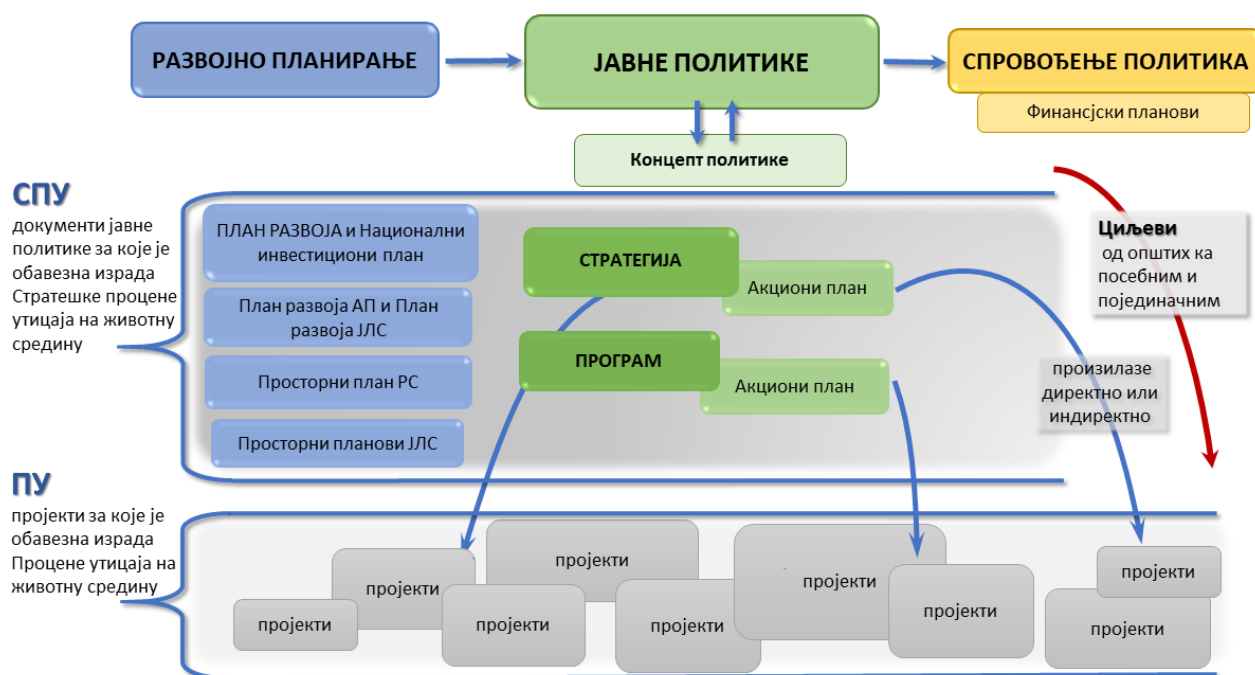 РАЗВОЈНО ПЛАНИРАЊЕ
ЈАВНЕ ПОЛИТИКЕ
СПРОВОЂЕЊЕ ПОЛИТИКА
Финансјски планови
Концепт политике
СПУ
документи јавне
политике за које је
обавезна израда
Стратешке процене
утицаја на животну
средину
ПЛАН РАЗВОЈА и Национални
инвестициони план
План развоја АП и План
развоја ЈЛС
Просторни план РС
Просторни планови ЈЛС
СТРАТЕГИЈА
Акциони план
ПРОГРАМ
Акциони план
Циљеви
од општих ка
посебним и
појединачним
произилазе
директно или
индиректно
ПУ
пројекти за које је
обавезна израда
Процене утицаја на
животну средину
пројекти
пројекти
пројекти
пројекти
пројекти
пројекти
пројекти
пројекти
пројекти